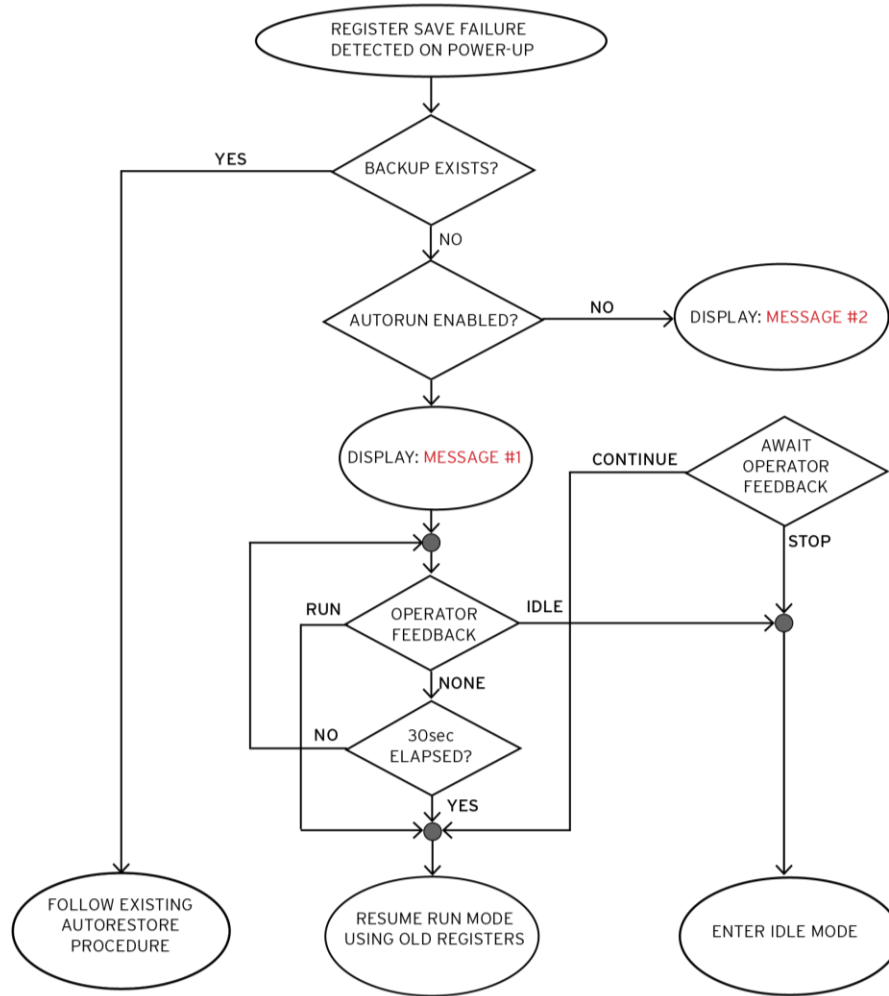 REGISTER SAVE FAILURE
DETECTED ON POWER-UP
YES
BACKUP EXISTS?
NO
AUTORUN ENABLED?
NO
DISPLAY: MESSAGE #2
DISPLAY: MESSAGE #1
CONTINUE
AWAIT
OPERATOR
FEEDBACK
STOP
RUN
OPERATOR
FEEDBACK
IDLE
NONE
NO
30sec
ELAPSED?
YES
FOLLOW EXISTING
AUTORESTORE
PROCEDURE
RESUME RUN MODE
USING OLD REGISTERS
ENTER IDLE MODE